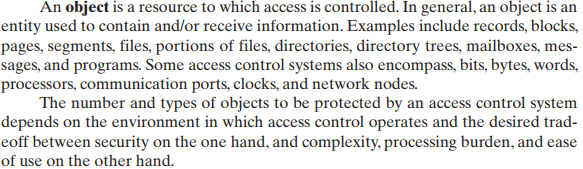 An object is a resource to which access is controlled. In general, an object is an
entity used to contain and/or receive information. Examples include records, blocks,
pages, segments, files, portions of files, directories, directory trees, mailboxes, mes-
sages, and programs. Some access control systems also encompass, bits, bytes, words,
processors, communication ports, clocks, and network nodes.
The number and types of objects to be protected by an access control system
depends on the environment in which access control operates and the desired trad-
eoff between security on the one hand, and complexity, processing burden, and ease
of use on the other hand.